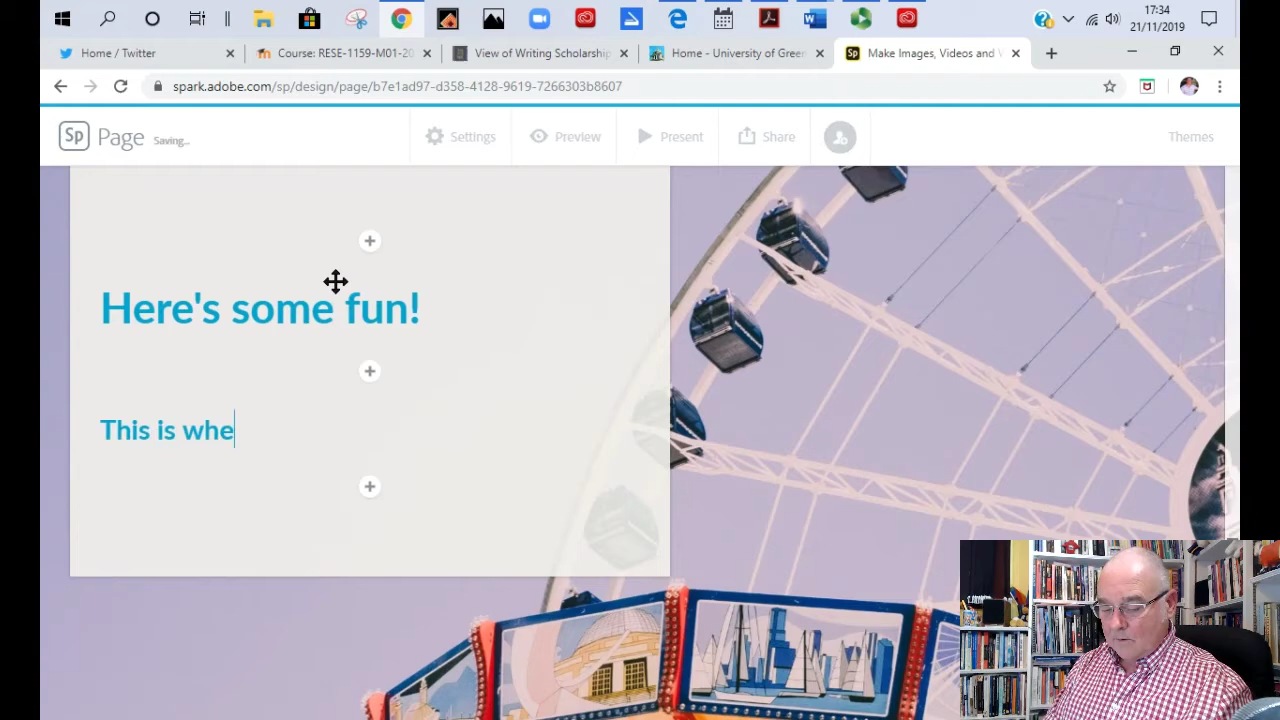 17:34
21/11/2019
Home / Twitter
Course: RESE-1159-M01-20
View of Writing Scholarship
Home - University of Green
Make Images, Videos and V
spark.adobe.com/sp/design/page/b7e1ad97-d358-4128-9619-7266303b8607
Sp Page Saving... Settings Preview Present Share Themes
Here's some fun!
This is whe